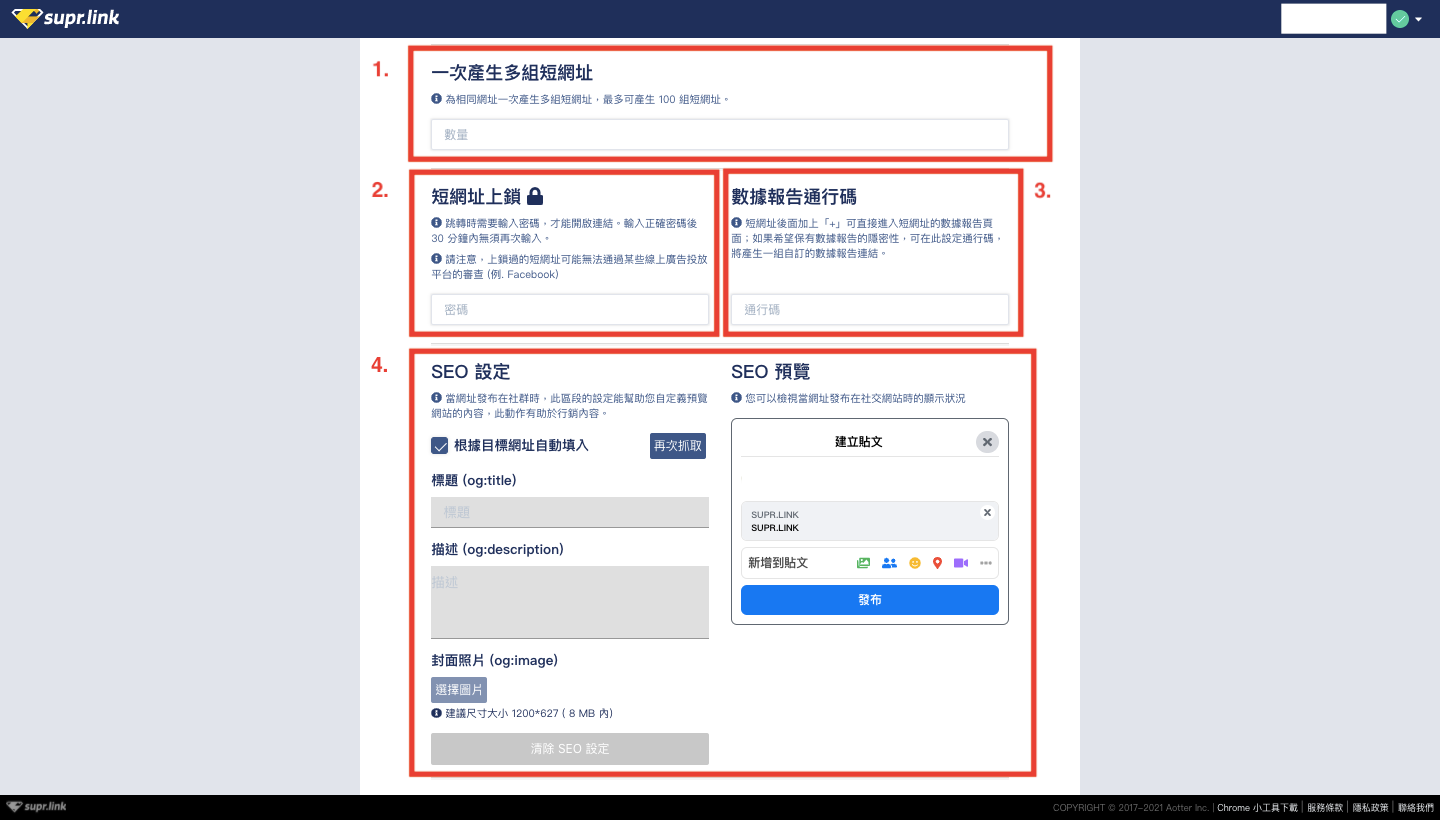 supr.link
1.
一次產生多組短網址
為相同網址一次產生多組短網址，最多可產生 100 組短網址。
數量
2.
短網址上鎖
跳轉時需要輸入密碼，才能開啟連結。輸入正確密碼後
30 分鐘內無須再次輸入。
請注意，上鎖過的短網址可能無法通過某些線上廣告投放
平台的審查 (例. Facebook)
密碼
3.
數據報告通行碼
短網址後面加上「+」可直接進入短網址的數據報告頁
面；如果希望保有數據報告的隱密性，可在此設定通行碼，
將產生一組自訂的數據報告連結。
通行碼
4.
SEO 設定
當網址發布在社群時，此區段的設定能幫助您自定義預覽
網站的內容，此動作有助於行銷內容。
根據目標網址自動填入
再次抓取
標題 (og:title)
標題
描述 (og:description)
描述
封面照片 (og:image)
選擇圖片
建議尺寸大小 1200*627 ( 8 MB 內)
清除 SEO 設定
SEO 預覽
您可以檢視當網址發布在社交網站時的顯示狀況
建立貼文
SUPR.LINK
SUPR.LINK
新增到貼文
發布
supr.link
COPYRIGHT © 2017-2021 Aotter Inc. | Chrome 小工具下載 | 服務條款 | 隱私政策 | 聯絡我們